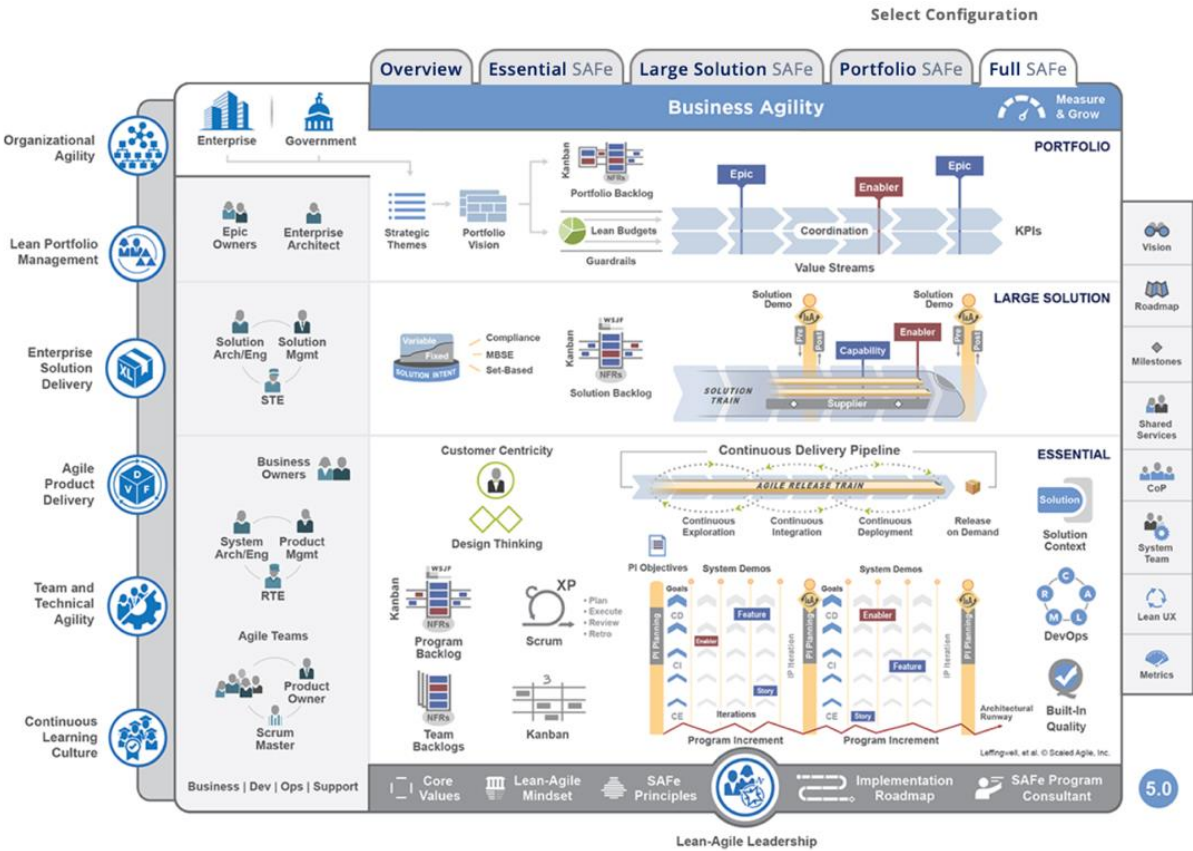 Select Configuration
Overview
Essential SAFe
Large Solution SAFe
Portfolio SAFe
Full SAFe
Business Agility
Measure
& Grow
Organizational
Agility
Lean Portfolio
Management
Enterprise
Solution
Delivery
XL
Agile
Product
Delivery
D
V F
Team and
Technical
Agility
Continuous
Learning
Culture
Enterprise
Government
Epic
Owners
Enterprise
Architect
Solution
Arch/Eng
Solution
Mgmt
STE
Business
Owners
System
Arch/Eng
Product
Mgmt
RTE
Agile Teams
Product
Owner
Scrum
Master
Business | Dev | Ops | Support
PORTFOLIO
Strategic
Themes
Portfolio
Vision
Kanban
NFRs
Portfolio Backlog
Lean Budgets
Guardrails
Epic
Enabler
Epic
Coordination
KPIs
Value Streams
LARGE SOLUTION
Variable
Fixed
SOLUTION INTENT
Compliance
MBSE
Set-Based
WSJF
Kanban
NFRs
Solution Backlog
Solution
Demo
I&A
Pre
Post
Solution
Demo
I&A
Pre
Post
Enabler
Capability
SOLUTION
TRAIN
Supplier
ESSENTIAL
Customer Centricity
Design Thinking
Continuous Delivery Pipeline
AGILE RELEASE TRAIN
Continuous
Exploration
Continuous
Integration
Continuous
Deployment
Release
on Demand
Solution
Solution
Context
C
A
L
M
R
DevOps
Built-In
Quality
WSJF
Kanban
NFRs
Program
Backlog
XP
• Plan
• Execute
• Review
• Retro
Scrum
NFRs
Team
Backlogs
3
Kanban
PI Objectives
System Demos
System Demos
PI Planning
Goals
CD
CI
CE
Enabler
Feature
Story
Iterations
IP Iteration
I&A
PI Planning
Goals
CD
CI
CE
Enabler
Feature
Story
IP Iteration
I&A
PI Planning
Architectural
Runway
Program Increment
Program Increment
Leffingwell, et al. © Scaled Agile, Inc.
Core
Values
Lean-Agile
Mindset
SAFe
Principles
Implementation
Roadmap
SAFe Program
Consultant
Lean-Agile Leadership
Vision
Roadmap
Milestones
Shared
Services
CoP
System
Team
Lean UX
Metrics
5.0